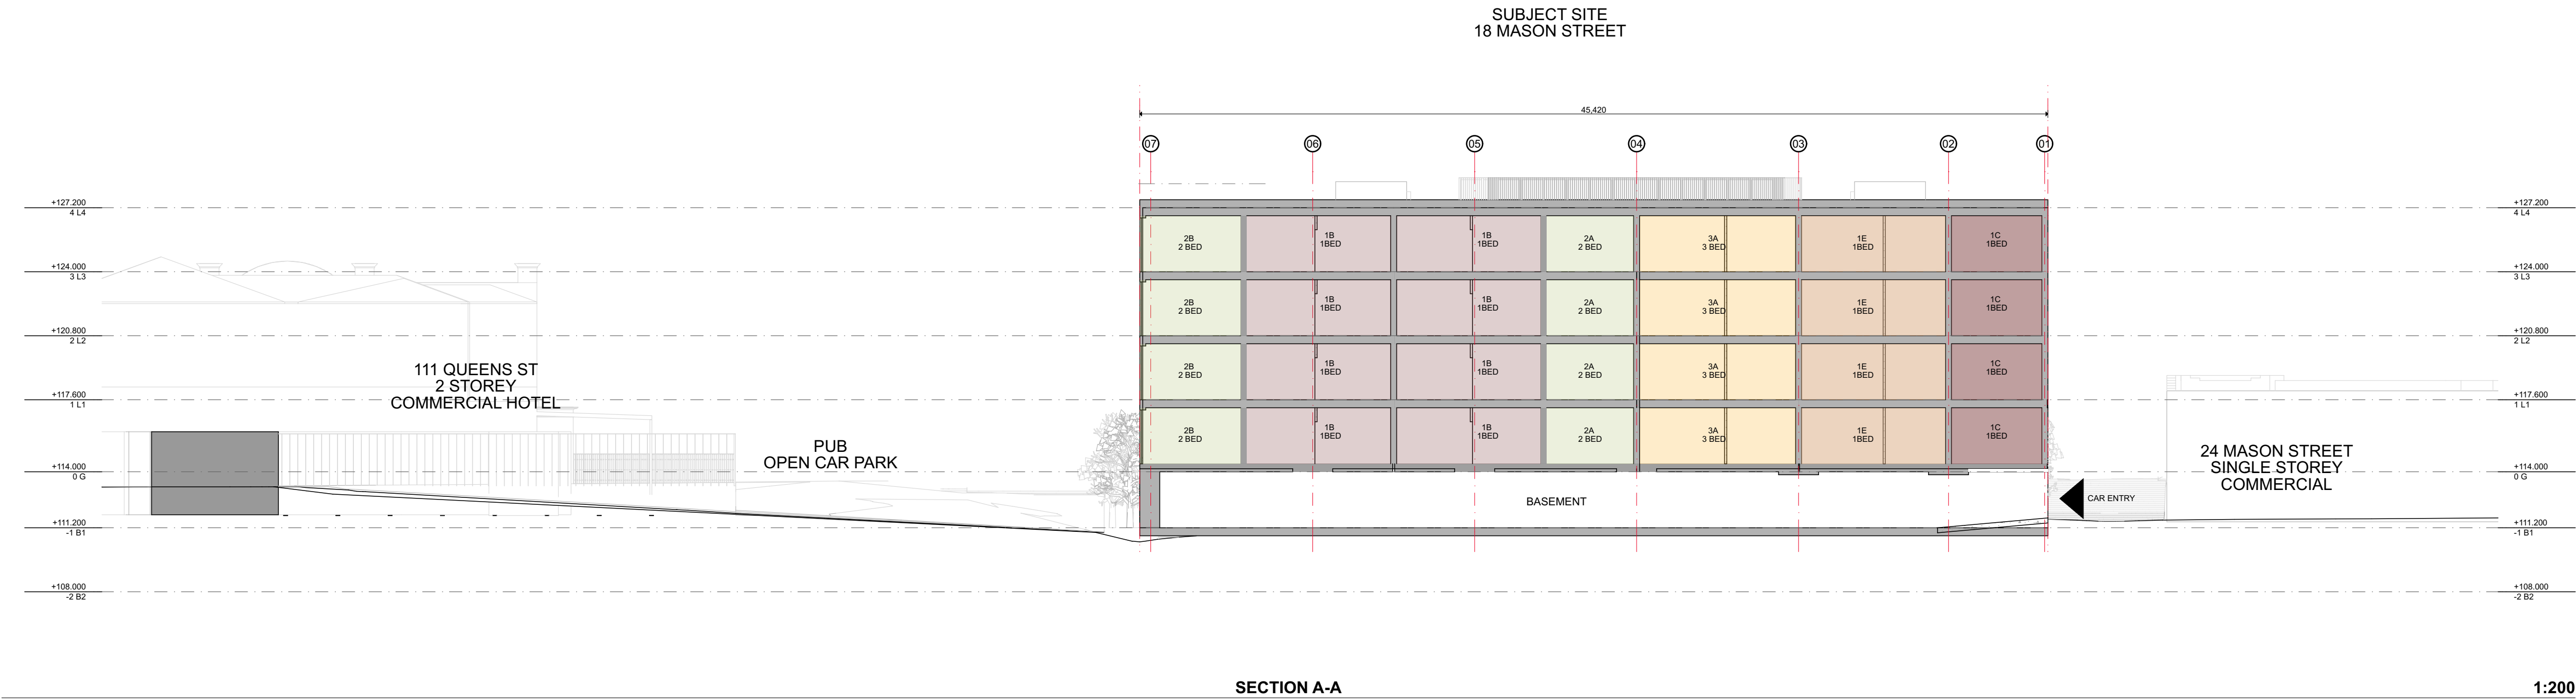 SUBJECT SITE
18 MASON STREET
45,420
07 06 05 04 03 02 01
+127.200 +127.200
4 L4 4 L4
2B 1B 1B 2A 3A 1E 1C
2 BED 1BED 1BED 2 BED 3 BED 1BED 1BED
+124.000 +124.000
3 L3 3 L3
2B 1B 1B 2A 3A 1E 1C
2 BED 1BED 1BED 2 BED 3 BED 1BED 1BED
+120.800 +120.800
2 L2 2 L2
111 QUEENS ST
2 STOREY
COMMERCIAL HOTEL
2B 1B 1B 2A 3A 1E 1C
2 BED 1BED 1BED 2 BED 3 BED 1BED 1BED
+117.600 +117.600
1 L1 1 L1
2B 1B 1B 2A 3A 1E 1C
2 BED 1BED 1BED 2 BED 3 BED 1BED 1BED
PUB
OPEN CAR PARK
24 MASON STREET
SINGLE STOREY
COMMERCIAL
+114.000 +114.000
0 G 0 G
BASEMENT
CAR ENTRY
+111.200 +111.200
-1 B1 -1 B1
+108.000 +108.000
-2 B2 -2 B2
SECTION A-A 1:200